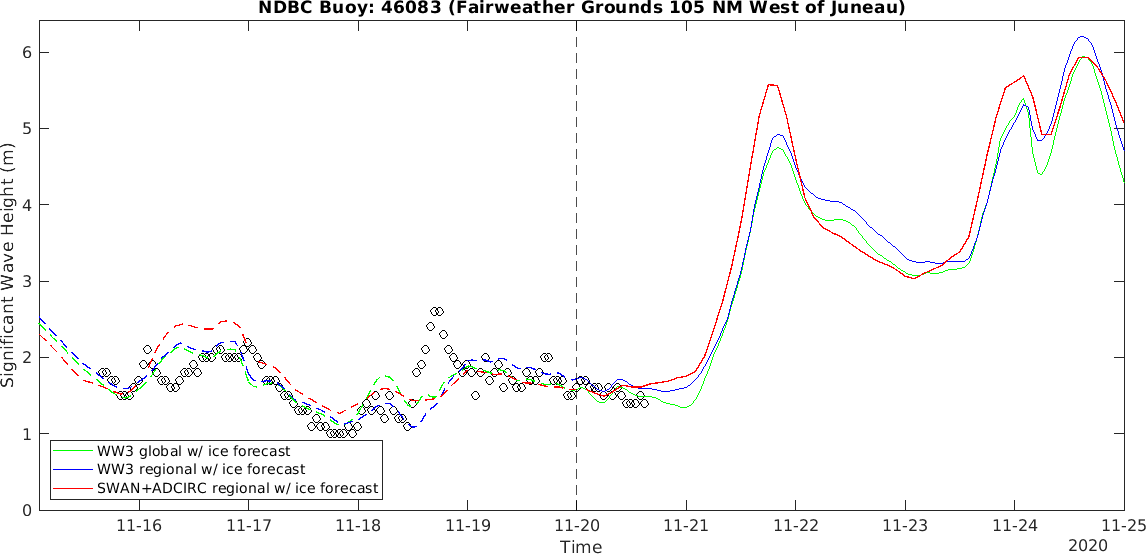 NDBC Buoy: 46083 (Fairweather Grounds 105 NM West of Juneau)
Significant Wave Height (m)
6
5
4
3
2
1
0
WW3 global w/ ice forecast
WW3 regional w/ ice forecast
SWAN+ADCIRC regional w/ ice forecast
11-16 11-17 11-18 11-19 11-20 11-21 11-22 11-23 11-24 11-25
Time
2020